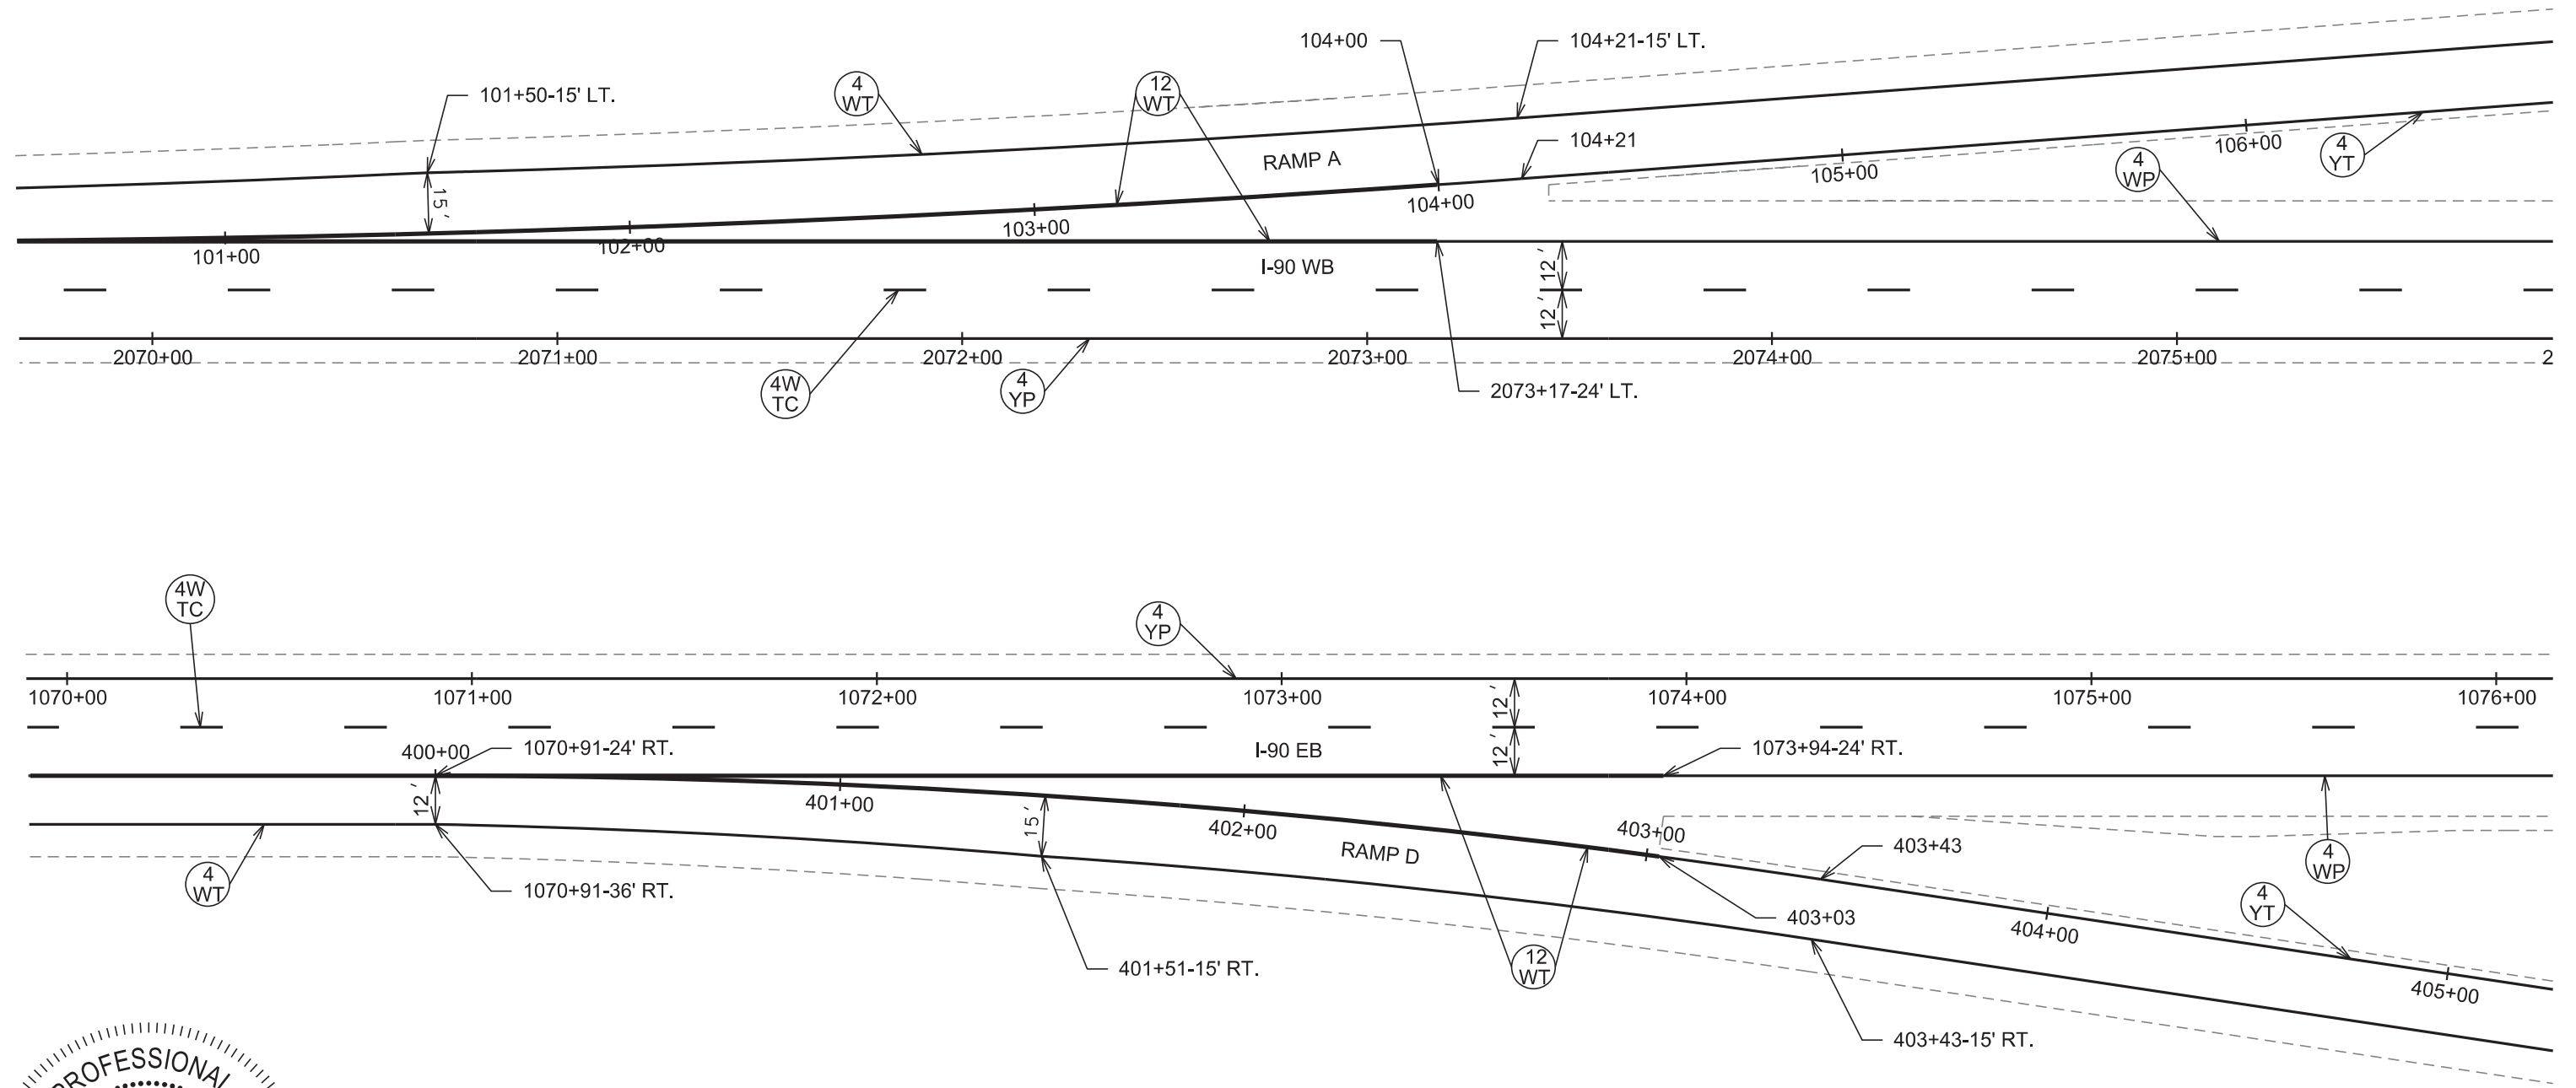 104+00
104+21-15' LT.
101+50-15' LT.
4
WT
12
WT
104+21
RAMP A
106+00
4
YT
4
WP
105+00
15'
104+00
103+00
102+00
101+00
I-90 WB
12'
12'
2070+00
2071+00
2072+00
2073+00
2074+00
2075+00
2
4W
TC
4
YP
2073+17-24' LT.
4W
TC
4
YP
1070+00
1071+00
1072+00
1073+00
12'
1074+00
1075+00
1076+00
400+00
1070+91-24' RT.
I-90 EB
12'
1073+94-24' RT.
12'
401+00
15'
402+00
403+00
RAMP D
403+43
4
WP
4
WT
1070+91-36' RT.
403+03
4
YT
404+00
401+51-15' RT.
12
WT
405+00
403+43-15' RT.
PROFESSIONAL